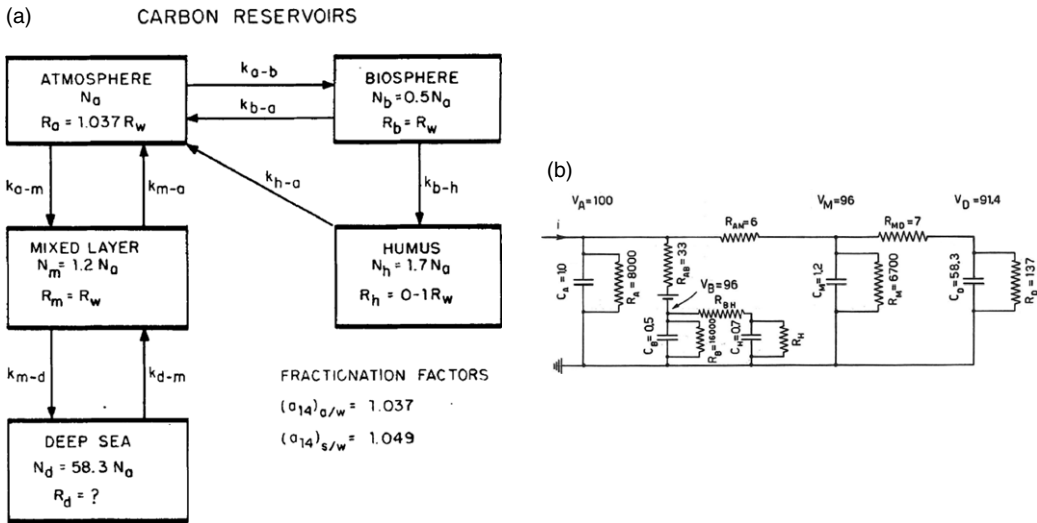 (a)
CARBON RESERVOIRS
ATMOSPHERE
Na
Ra = 1.037 Rw
ka-b
kb-a
BIOSPHERE
Nb = 0.5 Na
Rb = Rw
ka-m
km-a
kh-a
kb-h
MIXED LAYER
Nm = 1.2 Na
Rm = Rw
HUMUS
Nh = 1.7 Na
Rh = 0-1 Rw
km-d
kd-m
FRACTIONATION FACTORS
(α14)a/w = 1.037
(α14)s/w = 1.049
DEEP SEA
Nd = 58.3 Na
Rd = ?
(b)
VA=100
VM=96
VD=91.4
i
RAM=6
RMD=7
CA=1.0
RA=8000
RAB=33
VB=96
RBH
CB=0.5
RB=16000
CH=0.7
RH
CM=1.2
RM=6700
CD=58.3
RD=137